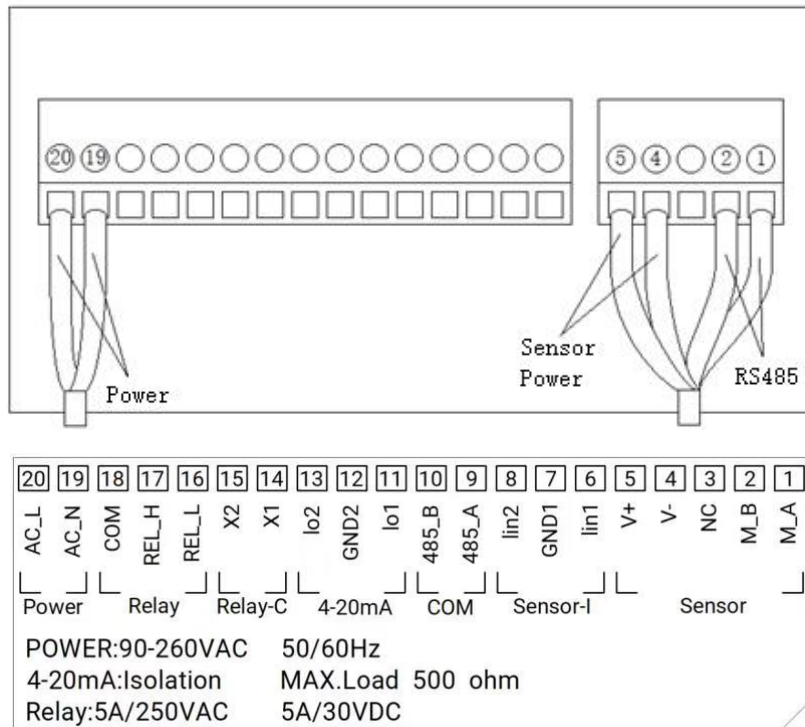 20 19 5 4 2 1
Sensor
Power
RS485
Power
20 19 18 17 16 15 14 13 12 11 10 9 8 7 6 5 4 3 2 1
AC_L AC_N COM REL_H REL_L X2 X1 Io2 GND2 Io1 485_B 485_A Iin2 GND1 Iin1 V+ V- NC M_B M_A
Power Relay Relay-C 4-20mA COM Sensor-I Sensor
POWER:90-260VAC 50/60Hz
4-20mA:Isolation MAX.Load 500 ohm
Relay:5A/250VAC 5A/30VDC